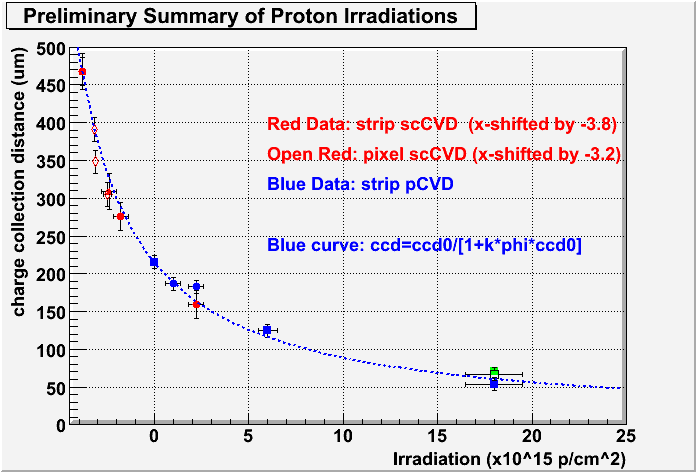 Preliminary Summary of Proton Irradiations
charge collection distance (um)
500
450
400
350
300
250
200
150
100
50
0
Red Data: strip scCVD (x-shifted by -3.8)
Open Red: pixel scCVD (x-shifted by -3.2)
Blue Data: strip pCVD
Blue curve: ccd=ccd0/[1+k*phi*ccd0]
0 5 10 15 20 25
Irradiation (x10^15 p/cm^2)